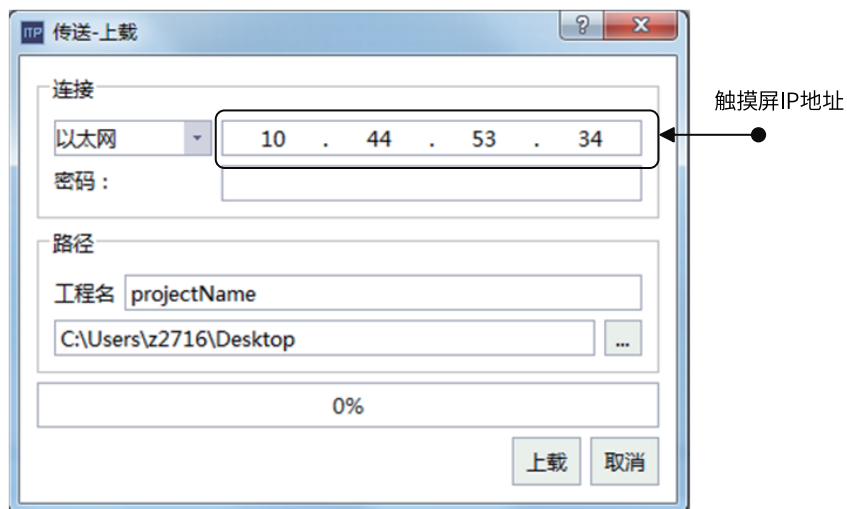 ITP 传送-上载
连接
触摸屏IP地址
以太网 10 . 44 . 53 . 34
密码：
路径
工程名 projectName
C:\Users\z2716\Desktop ...
0%
上载 取消